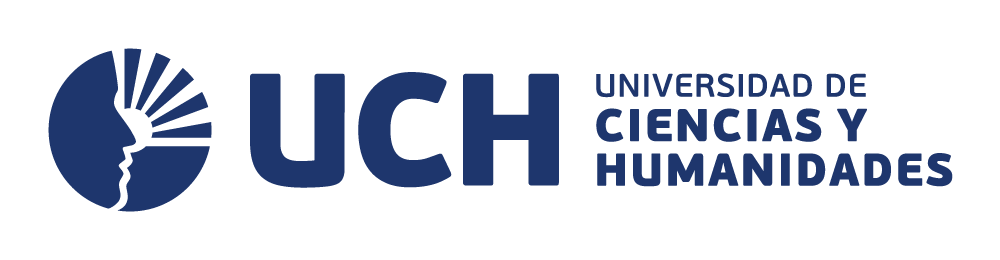 UCH
UNIVERSIDAD DE
CIENCIAS Y
HUMANIDADES